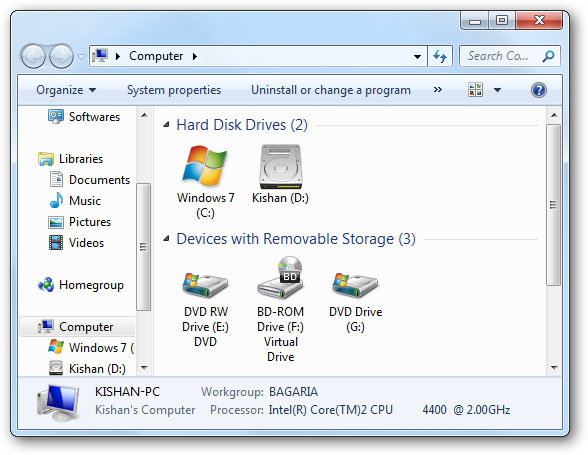 Computer
Search Co...
Organize System properties Uninstall or change a program »
Softwares
Libraries
Documents
Music
Pictures
Videos
Homegroup
Computer
Windows 7 (
Kishan (D:)
Hard Disk Drives (2)
Windows 7
(C:)
Kishan (D:)
Devices with Removable Storage (3)
DVD RW
Drive (E:)
DVD
BD
BD-ROM
Drive (F:)
Virtual
Drive
DVD Drive
(G:)
KISHAN-PC Workgroup: BAGARIA
Kishan's Computer Processor: Intel(R) Core(TM)2 CPU 4400 @ 2.00GHz